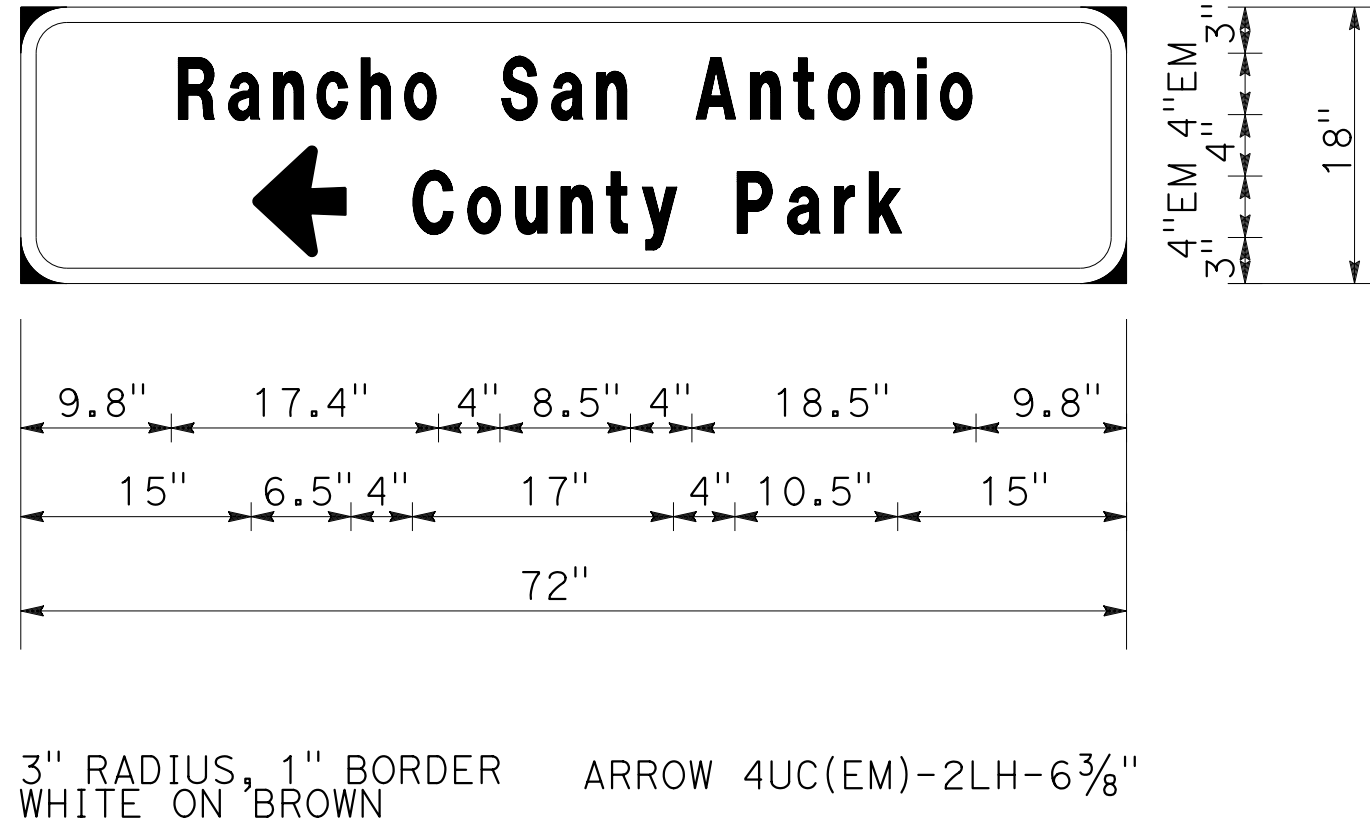 Rancho San Antonio
County Park
3"
4"EM
4"
4"EM
3"
18"
9.8" 17.4" 4" 8.5" 4" 18.5" 9.8"
15" 6.5" 4" 17" 4" 10.5" 15"
72"
3" RADIUS, 1" BORDER
WHITE ON BROWN
ARROW 4UC(EM)-2LH-6⅜"